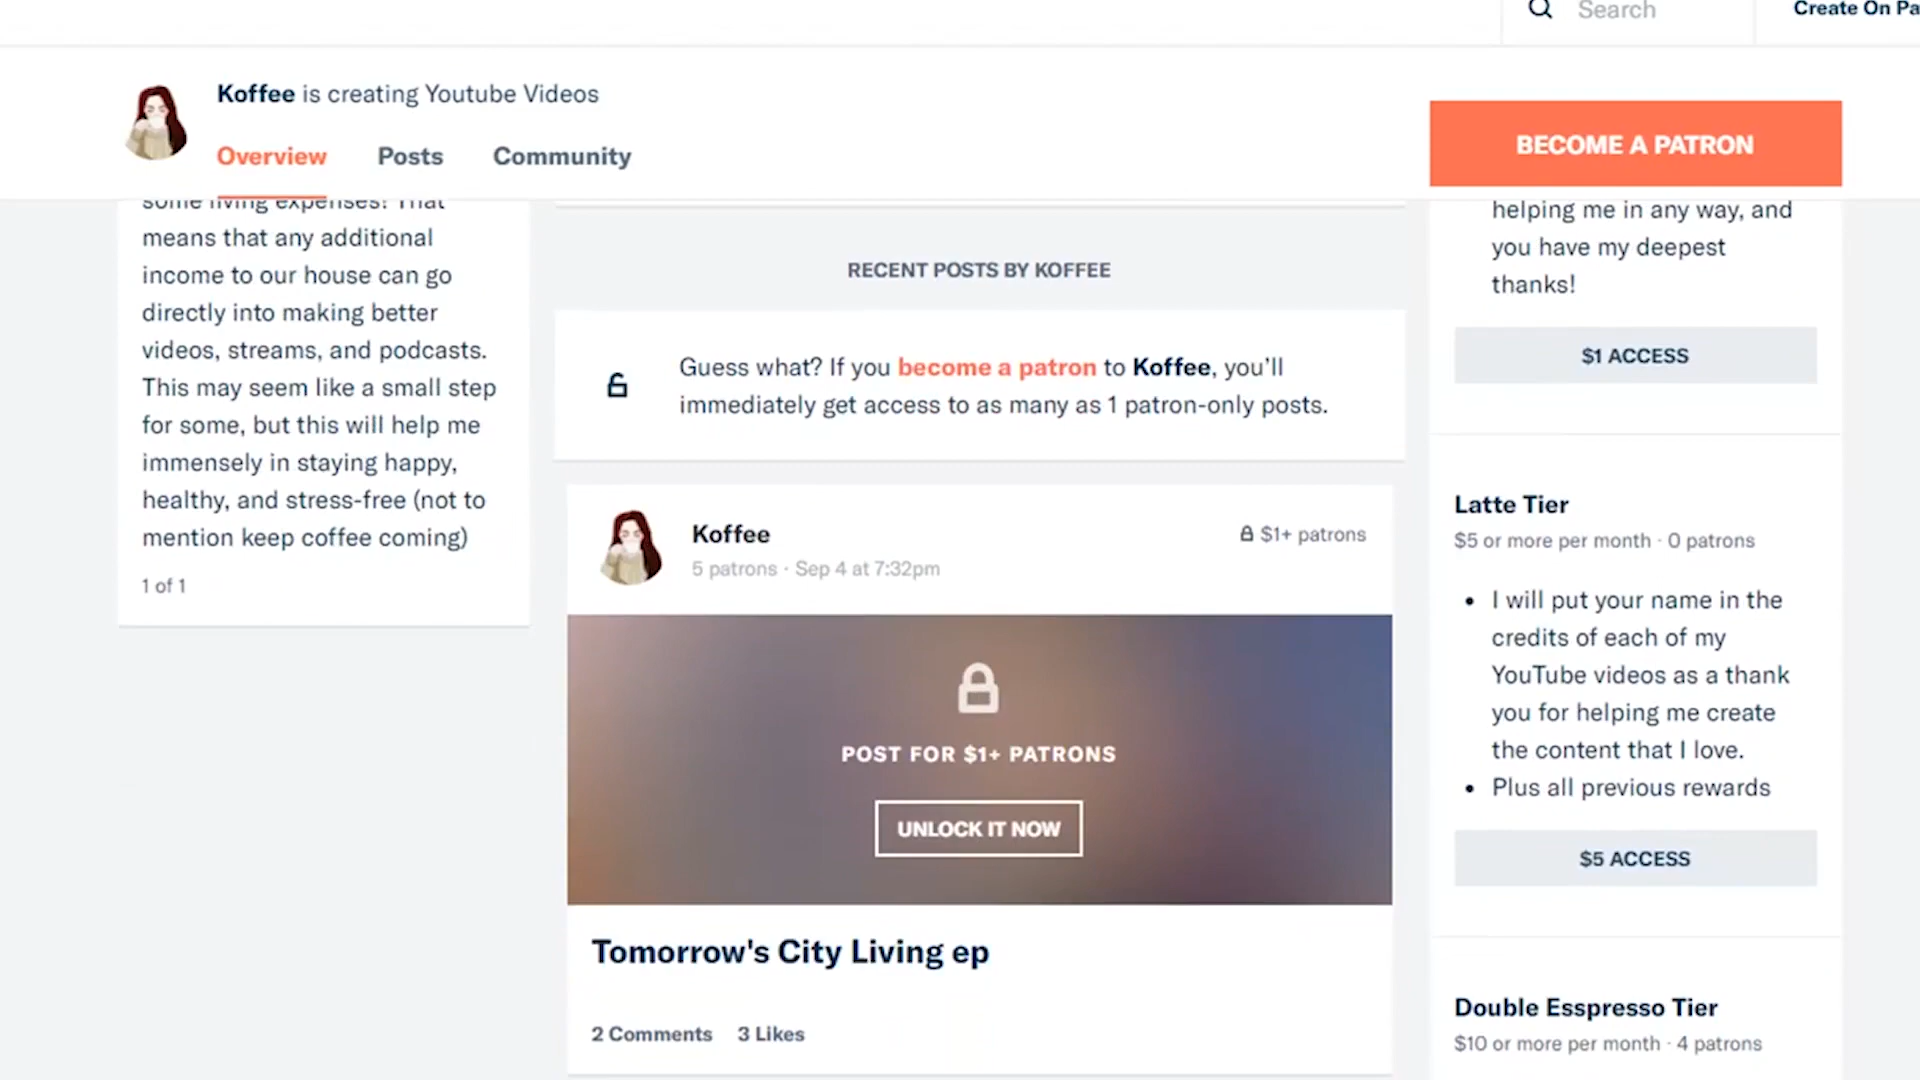 Search
Create On Pa
Koffee is creating Youtube Videos
Overview Posts Community
BECOME A PATRON
some living expenses! That
means that any additional
income to our house can go
directly into making better
videos, streams, and podcasts.
This may seem like a small step
for some, but this will help me
immensely in staying happy,
healthy, and stress-free (not to
mention keep coffee coming)
1 of 1
RECENT POSTS BY KOFFEE
Guess what? If you become a patron to Koffee, you’ll
immediately get access to as many as 1 patron-only posts.
Koffee
$1+ patrons
5 patrons · Sep 4 at 7:32pm
POST FOR $1+ PATRONS
UNLOCK IT NOW
Tomorrow's City Living ep
2 Comments 3 Likes
helping me in any way, and
you have my deepest
thanks!
$1 ACCESS
Latte Tier
$5 or more per month · 0 patrons
• I will put your name in the
credits of each of my
YouTube videos as a thank
you for helping me create
the content that I love.
• Plus all previous rewards
$5 ACCESS
Double Esspresso Tier
$10 or more per month · 4 patrons